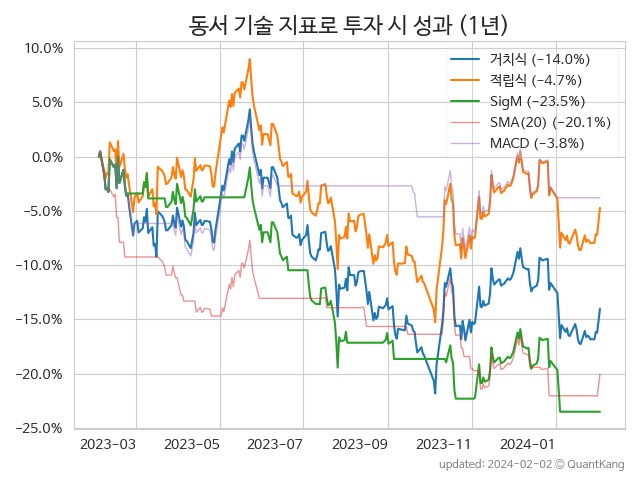 동서 기술 지표로 투자 시 성과 (1년)
10.0%
5.0%
0.0%
−5.0%
−10.0%
−15.0%
−20.0%
−25.0%
거치식 (−14.0%)
적립식 (−4.7%)
SigM (−23.5%)
SMA(20) (−20.1%)
MACD (−3.8%)
2023-03 2023-05 2023-07 2023-09 2023-11 2024-01
updated: 2024-02-02 © QuantKang